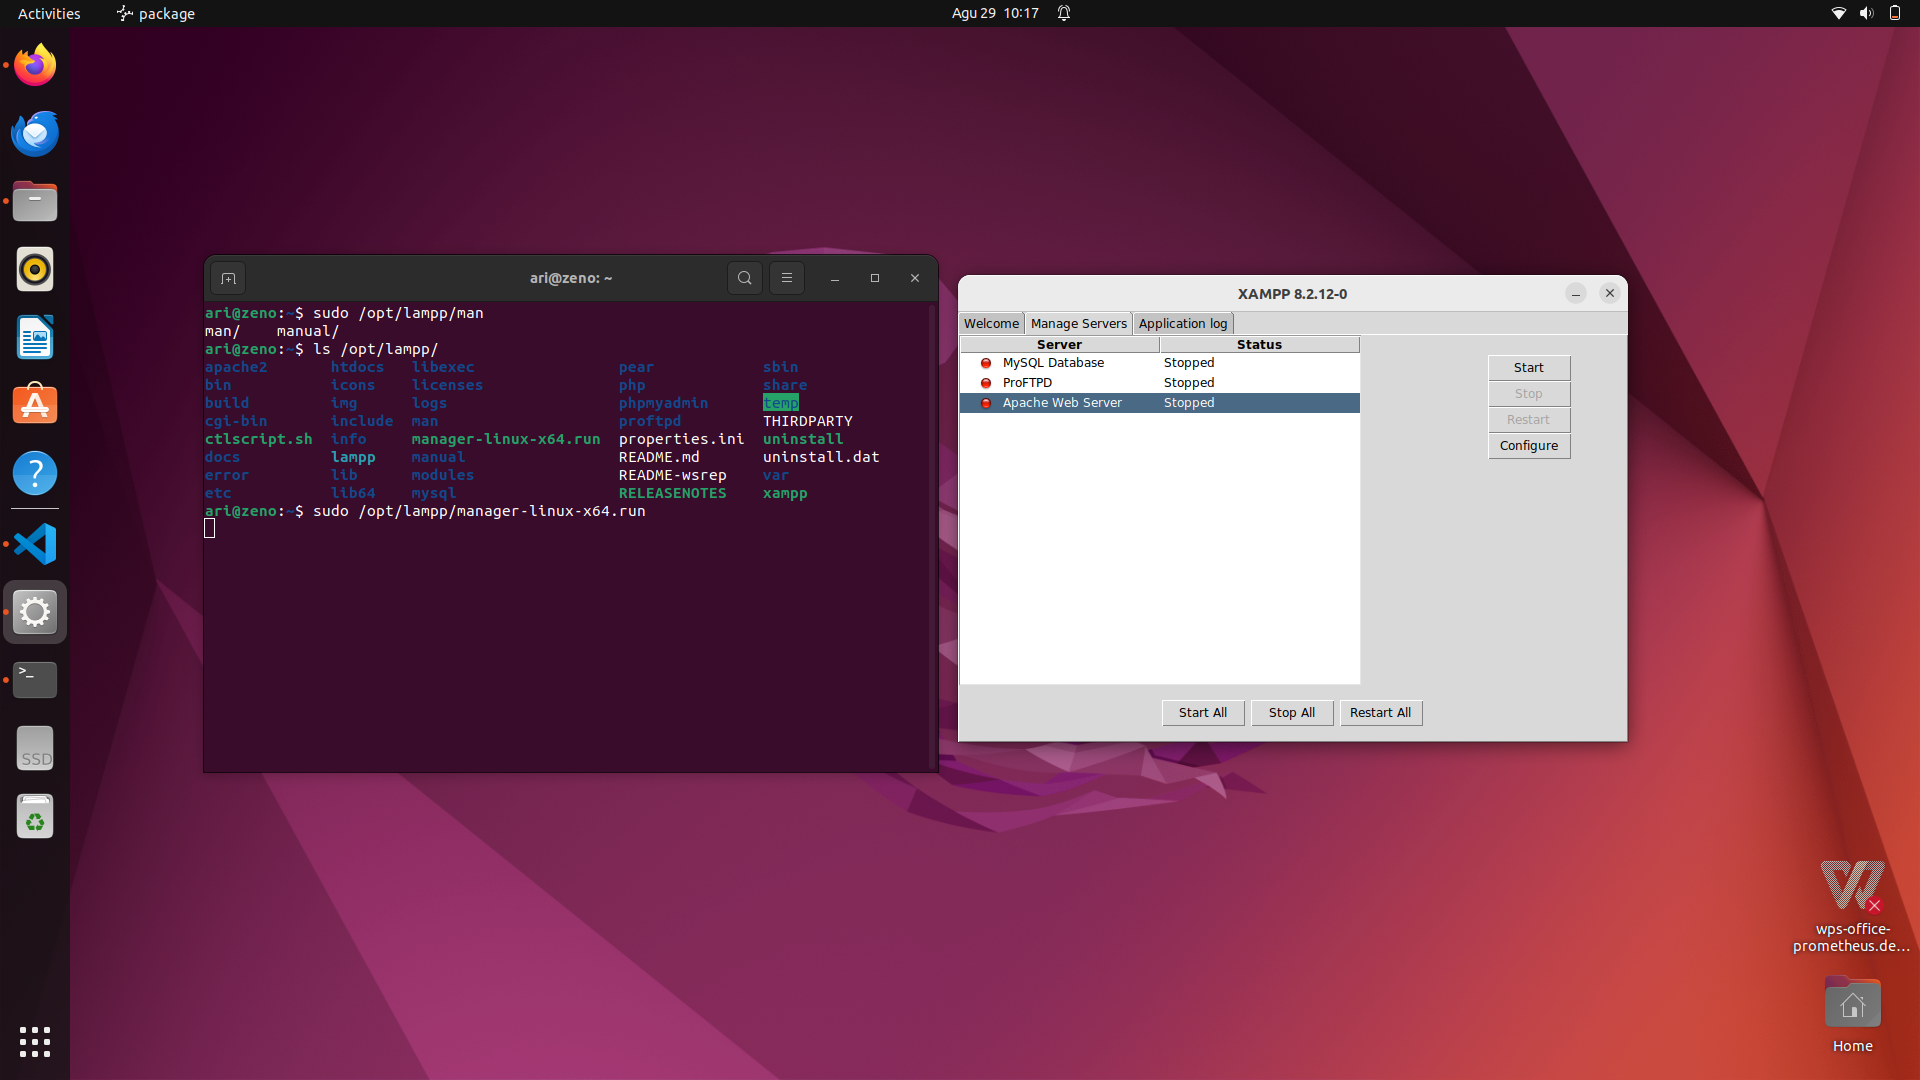 Activities
package
Agu 29 10:17
ari@zeno: ~
ari@zeno:~$ sudo /opt/lampp/man
man/ manual/
ari@zeno:~$ ls /opt/lampp/
apache2 htdocs libexec pear sbin
bin icons licenses php share
build img logs phpmyadmin temp
cgi-bin include man proftpd THIRDPARTY
ctlscript.sh info manager-linux-x64.run properties.ini uninstall
docs lampp manual README.md uninstall.dat
error lib modules README-wsrep var
etc lib64 mysql RELEASENOTES xampp
ari@zeno:~$ sudo /opt/lampp/manager-linux-x64.run
XAMPP 8.2.12-0
Welcome Manage Servers Application log
Server Status
MySQL Database Stopped
ProFTPD Stopped
Apache Web Server Stopped
Start
Stop
Restart
Configure
Start All Stop All Restart All
>_
SSD
wps-office-
prometheus.de...
Home